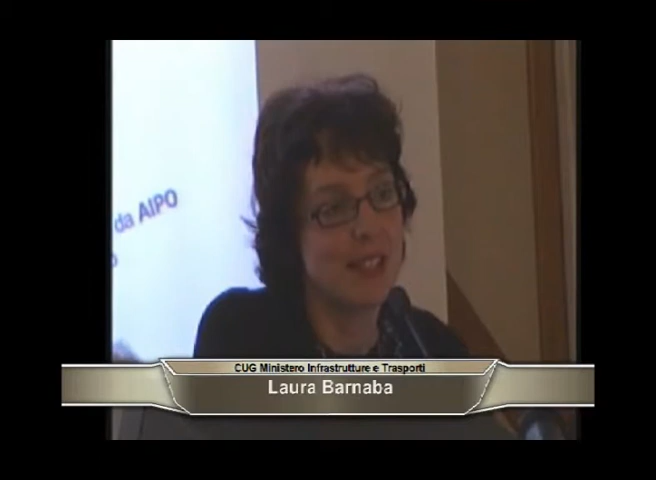 da AIPO
CUG Ministero Infrastrutture e Trasporti
Laura Barnaba